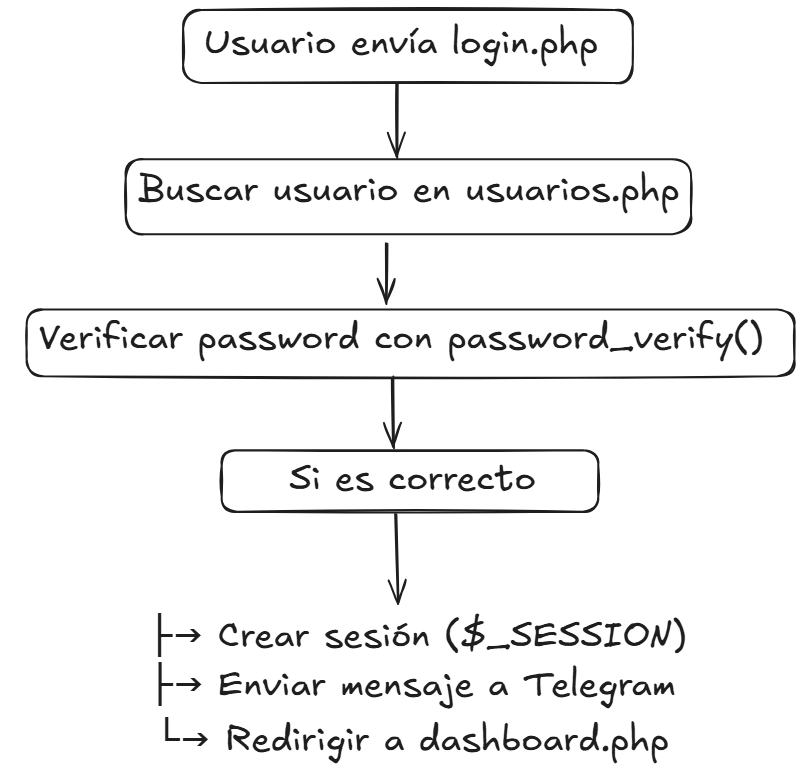 Usuario envía login.php
Buscar usuario en usuarios.php
Verificar password con password_verify()
Si es correcto
├→ Crear sesión ($_SESSION)
├→ Enviar mensaje a Telegram
└→ Redirigir a dashboard.php